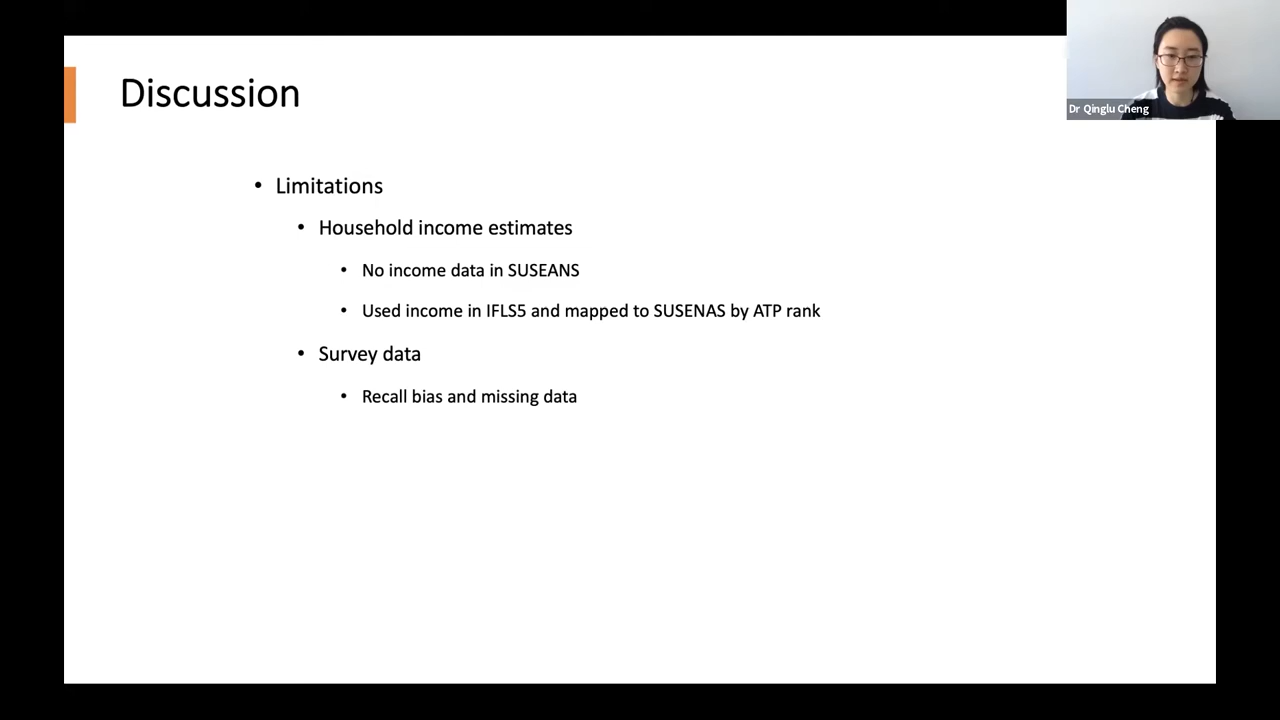 Discussion
Dr Qinglu Cheng
• Limitations
• Household income estimates
• No income data in SUSEANS
• Used income in IFLS5 and mapped to SUSENAS by ATP rank
• Survey data
• Recall bias and missing data